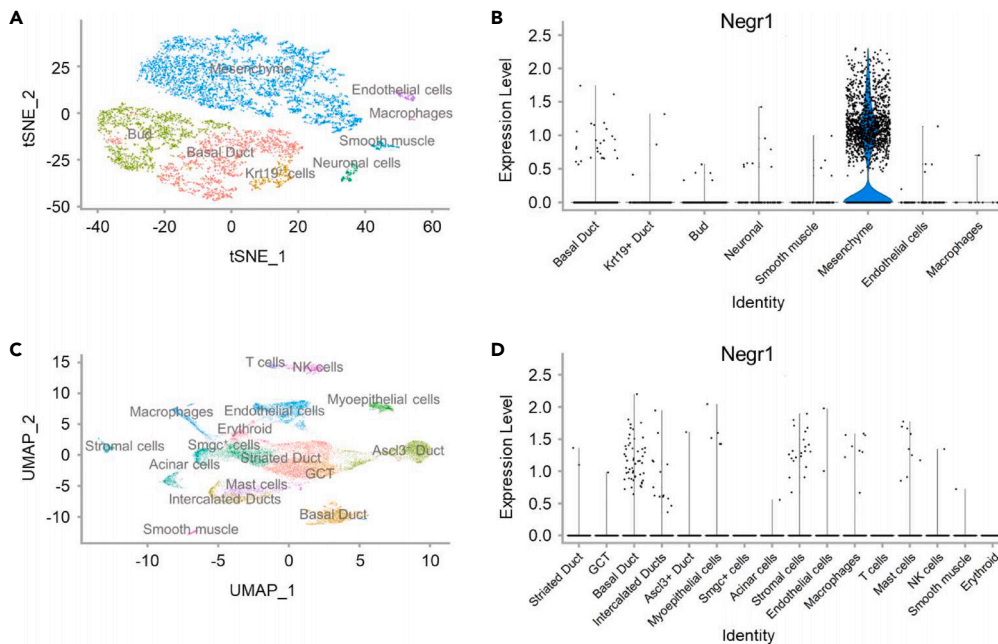 A
25
0
-25
-50
tSNE_2
-40
-20
0
20
40
60
tSNE_1
Mesenchyme
Endothelial cells
Macrophages
Bud
Smooth muscle
Basal Duct
Neuronal cells
Krt19+ cells
B
Negr1
Expression Level
2.5
2.0
1.5
1.0
0.5
0.0
Basal Duct
Krt19+ Duct
Bud
Neuronal
Smooth muscle
Mesenchyme
Endothelial cells
Macrophages
Identity
C
15
10
5
0
-5
-10
UMAP_2
-10
-5
0
5
10
UMAP_1
T cells
NK cells
Macrophages
Endothelial cells
Myoepithelial cells
Erythroid
Stromal cells
Smgc+ cells
Striated Duct
Ascl3+ Duct
Acinar cells
GCT
Mast cells
Intercalated Ducts
Basal Duct
Smooth muscle
D
Negr1
Expression Level
2.5
2.0
1.5
1.0
0.5
0.0
Striated Duct
GCT
Basal Duct
Intercalated Ducts
Ascl3+ Duct
Myoepithelial cells
Smgc+ cells
Acinar cells
Stromal cells
Endothelial cells
Macrophages
T cells
Mast cells
NK cells
Smooth muscle
Erythroid
Identity